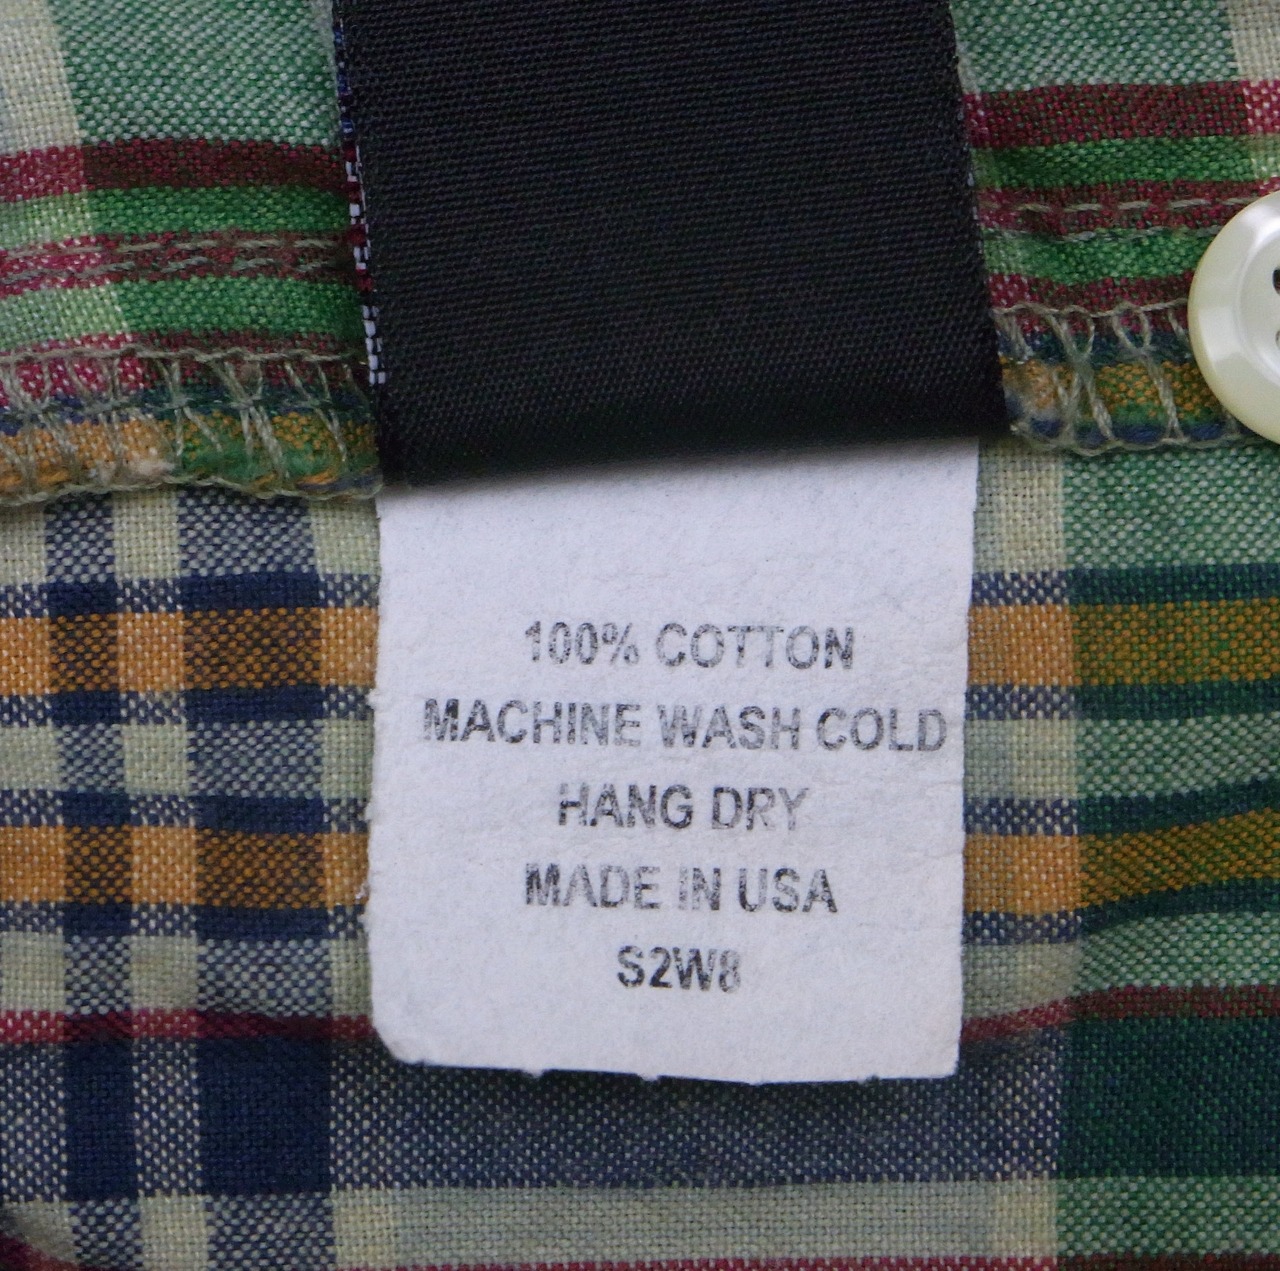 100% COTTON
MACHINE WASH COLD
HANG DRY
MADE IN USA
S2W8